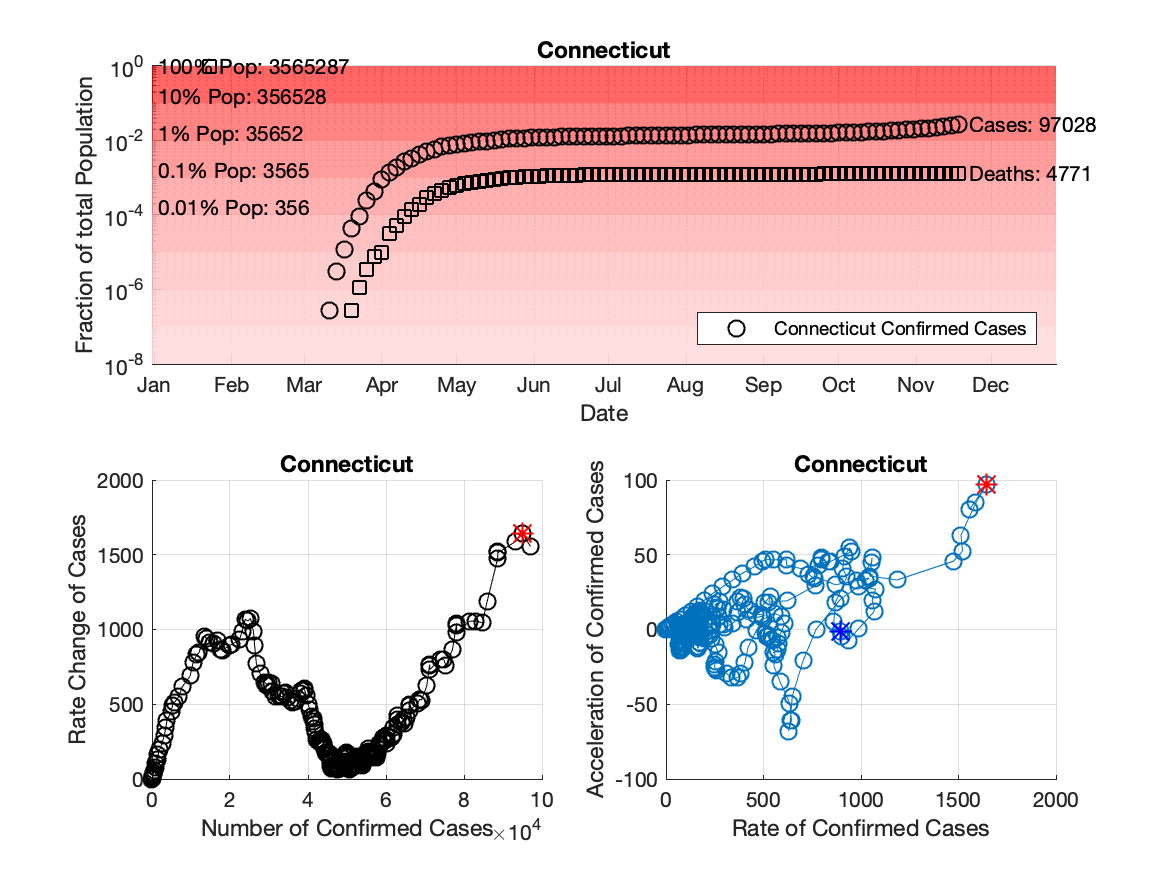 Connecticut
10^0
10^-2
10^-4
10^-6
10^-8
Fraction of total Population
100% Pop: 3565287
10% Pop: 356528
1% Pop: 35652
0.1% Pop: 3565
0.01% Pop: 356
Cases: 97028
Deaths: 4771
Connecticut Confirmed Cases
Jan Feb Mar Apr May Jun Jul Aug Sep Oct Nov Dec
Date
Connecticut
2000
1500
1000
500
0
Rate Change of Cases
0 2 4 6 8 10
Number of Confirmed Cases
×10^4
Connecticut
100
50
0
-50
-100
Acceleration of Confirmed Cases
0 500 1000 1500 2000
Rate of Confirmed Cases